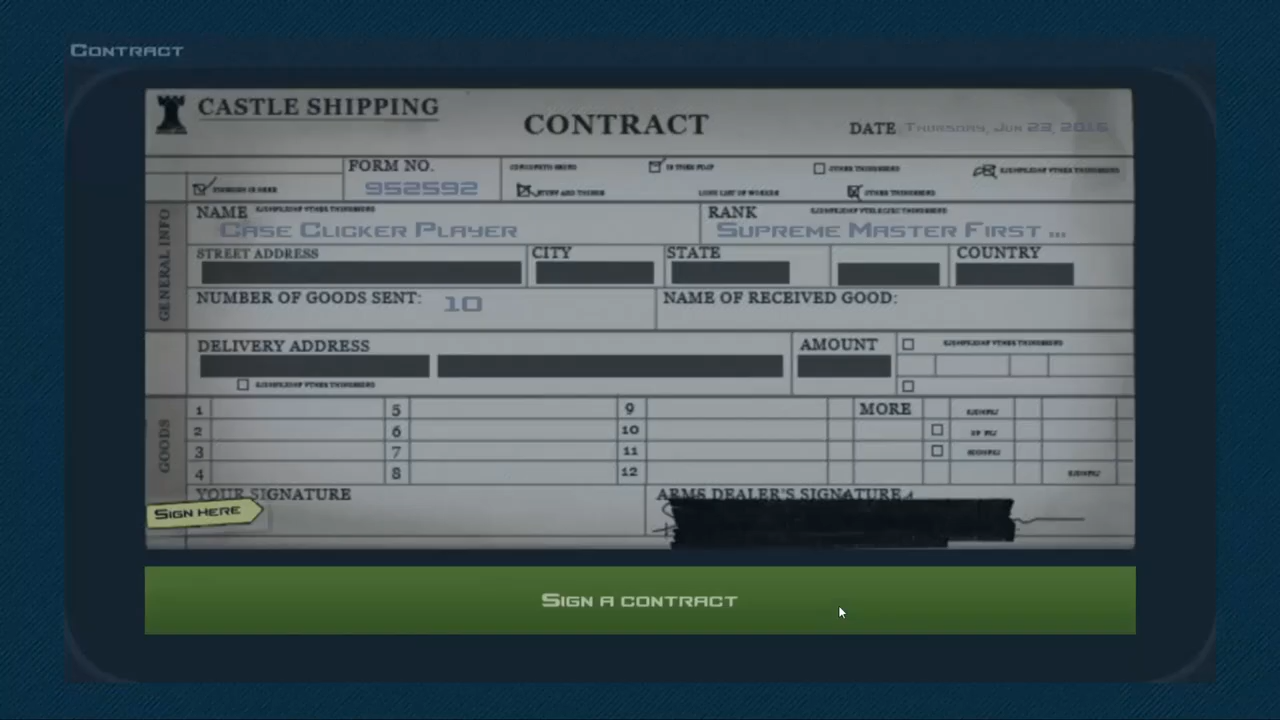 Contract
CASTLE SHIPPING
CONTRACT
DATE Thursday, Jun 23, 2016
FORM NO.
952592
NAME
Case Clicker Player
RANK
Supreme Master First ...
STREET ADDRESS
CITY
STATE
COUNTRY
GENERAL INFO
NUMBER OF GOODS SENT: 10
NAME OF RECEIVED GOOD:
DELIVERY ADDRESS
AMOUNT
GOODS
1 5 9 MORE
2 6 10
3 7 11
4 8 12
YOUR SIGNATURE
ARMS DEALER'S SIGNATURE
Sign here
Sign a contract